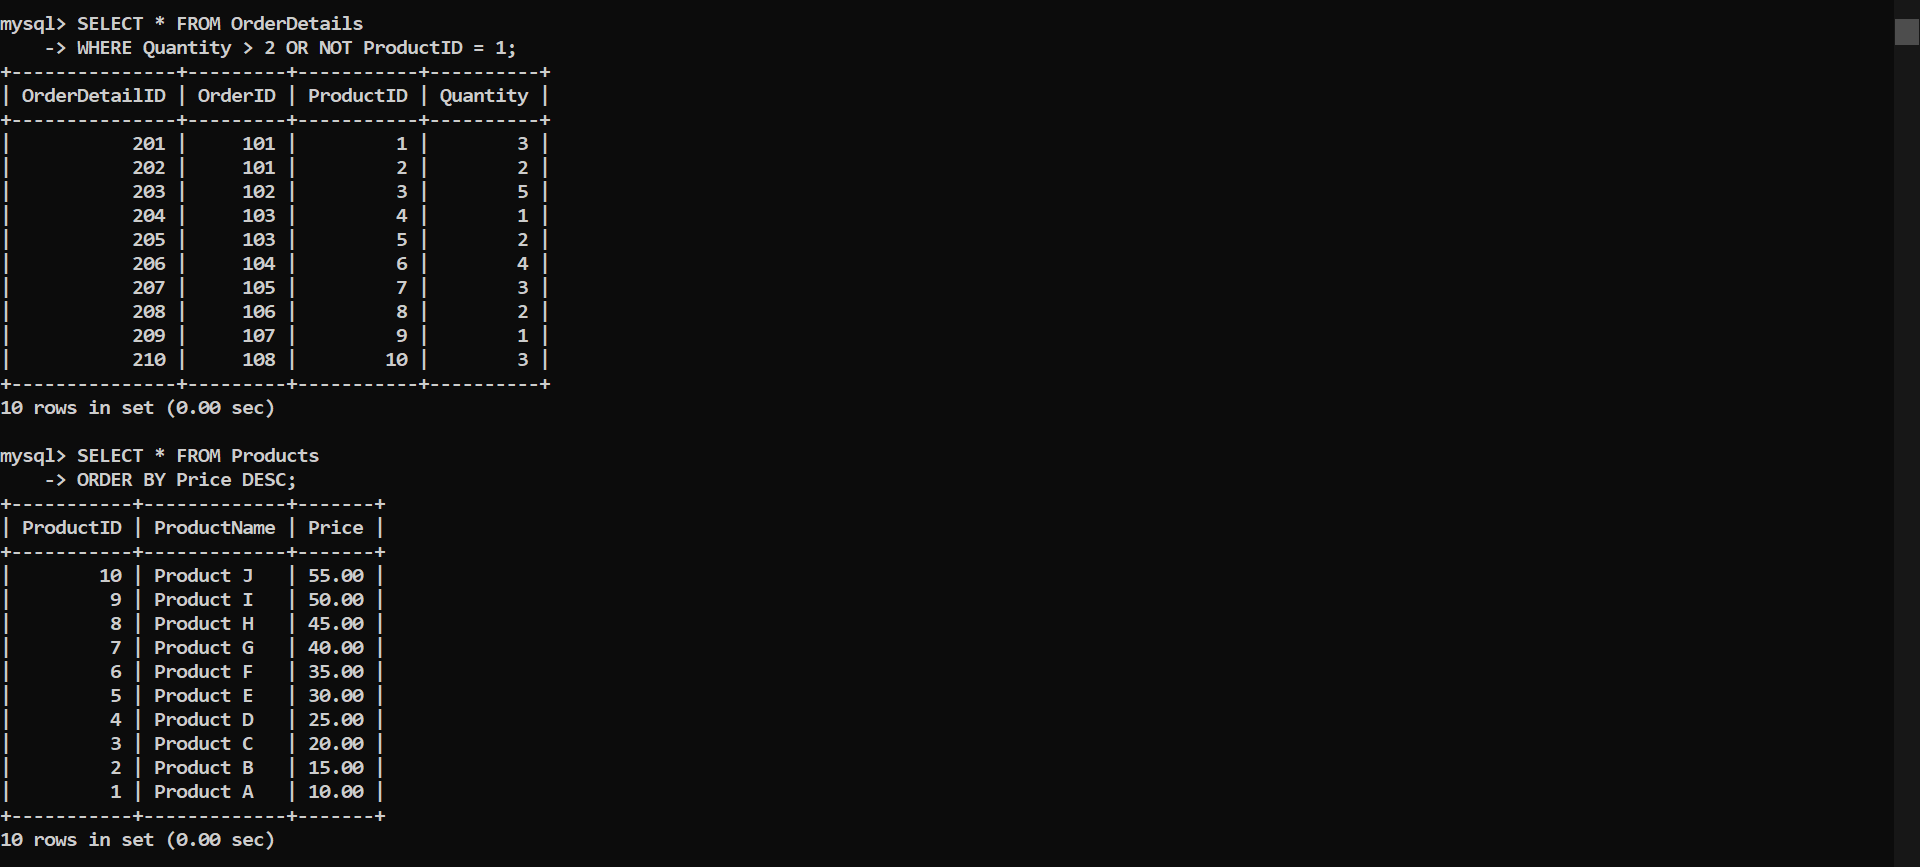 mysql> SELECT * FROM OrderDetails
    -> WHERE Quantity > 2 OR NOT ProductID = 1;
+---------------+---------+-----------+----------+
| OrderDetailID | OrderID | ProductID | Quantity |
+---------------+---------+-----------+----------+
|           201 |     101 |         1 |        3 |
|           202 |     101 |         2 |        2 |
|           203 |     102 |         3 |        5 |
|           204 |     103 |         4 |        1 |
|           205 |     103 |         5 |        2 |
|           206 |     104 |         6 |        4 |
|           207 |     105 |         7 |        3 |
|           208 |     106 |         8 |        2 |
|           209 |     107 |         9 |        1 |
|           210 |     108 |        10 |        3 |
+---------------+---------+-----------+----------+
10 rows in set (0.00 sec)

mysql> SELECT * FROM Products
    -> ORDER BY Price DESC;
+-----------+-------------+-------+
| ProductID | ProductName | Price |
+-----------+-------------+-------+
|        10 | Product J   | 55.00 |
|         9 | Product I   | 50.00 |
|         8 | Product H   | 45.00 |
|         7 | Product G   | 40.00 |
|         6 | Product F   | 35.00 |
|         5 | Product E   | 30.00 |
|         4 | Product D   | 25.00 |
|         3 | Product C   | 20.00 |
|         2 | Product B   | 15.00 |
|         1 | Product A   | 10.00 |
+-----------+-------------+-------+
10 rows in set (0.00 sec)